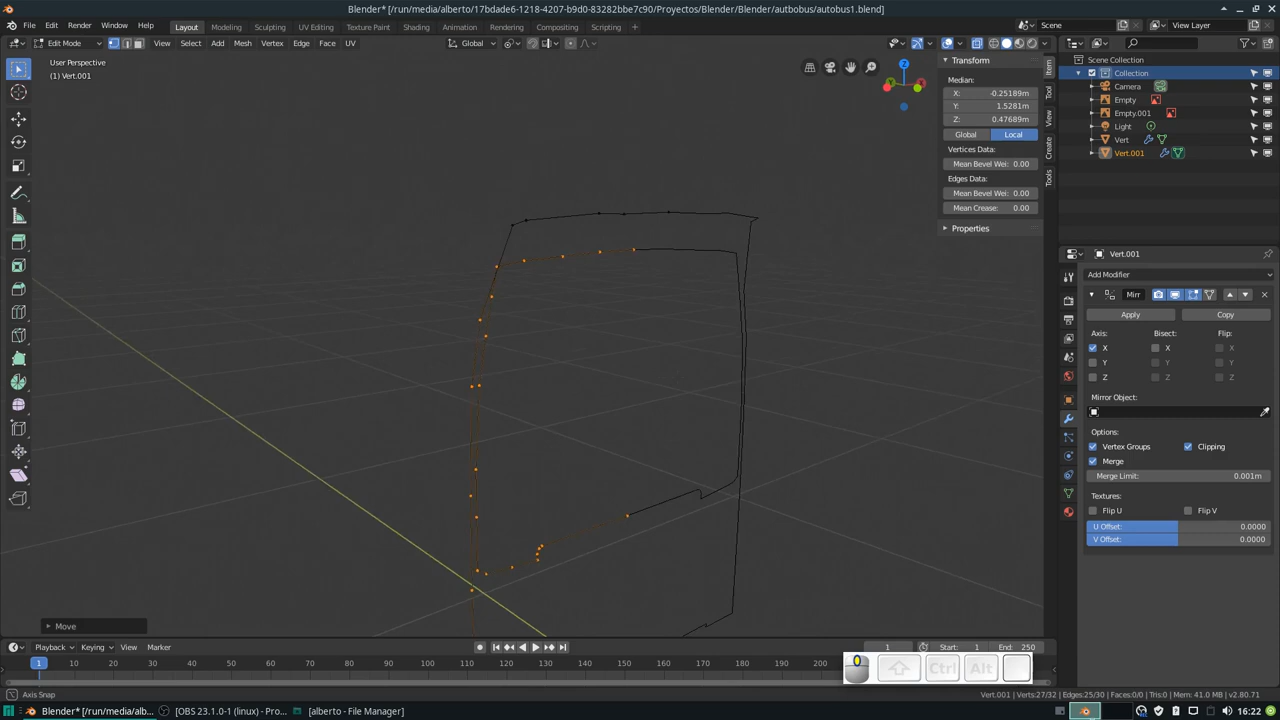 Blender* [/run/media/alberto/17bdade6-1218-4207-b9d0-83282bbe7c90/Proyectos/Blender/autbobus/autobus1.blend]
File Edit Render Window Help Layout Modeling Sculpting UV Editing Texture Paint Shading Animation Rendering Compositing Scripting + Scene View Layer
Edit Mode View Select Add Mesh Vertex Edge Face UV Global
User Perspective
(1) Vert.001
Transform
Median:
X: -0.25189m
Y: 1.5281m
Z: 0.47689m
Global Local
Vertices Data:
Mean Bevel Wei: 0.00
Edges Data:
Mean Bevel Wei: 0.00
Mean Crease: 0.00
Properties
Item
Tool
View
Create
Tools
Z
Scene Collection
Collection
Camera
Empty
Empty.001
Light
Vert
Vert.001
Vert.001
Add Modifier
Mirr
Apply Copy
Axis: Bisect: Flip:
X X X
Y Y Y
Z Z Z
Mirror Object:
Options:
Vertex Groups Clipping
Merge
Merge Limit: 0.001m
Textures:
Flip U Flip V
U Offset: 0.0000
V Offset: 0.0000
Move
Playback Keying View Marker 1 Start: 1 End: 250
1 10 20 30 40 50 60 70 80 90 100 110 120 130 140 150 160 170 180 190 200
Ctrl Alt
Axis Snap Vert.001 | Verts:27/32 | Edges:25/30 | Faces:0/0 | Tris:0 | Mem: 41.0 MB | v2.80.71
Blender* [/run/media/alb... [OBS 23.1.0-1 (linux) - Pro... [alberto - File Manager] 16:22